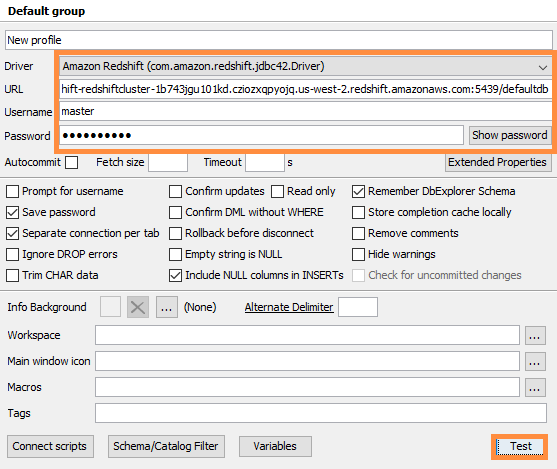 Default group
New profile
Driver Amazon Redshift (com.amazon.redshift.jdbc42.Driver)
URL hift-redshiftcluster-1b743jgu101kd.cziozxqpyojq.us-west-2.redshift.amazonaws.com:5439/defaultdb
Username master
Password ●●●●●●●●●● Show password
Autocommit Fetch size Timeout s Extended Properties
Prompt for username Confirm updates Read only Remember DbExplorer Schema
Save password Confirm DML without WHERE Store completion cache locally
Separate connection per tab Rollback before disconnect Remove comments
Ignore DROP errors Empty string is NULL Hide warnings
Trim CHAR data Include NULL columns in INSERTs Check for uncommitted changes
Info Background ... (None) Alternate Delimiter
Workspace ...
Main window icon ...
Macros ...
Tags
Connect scripts Schema/Catalog Filter Variables Test